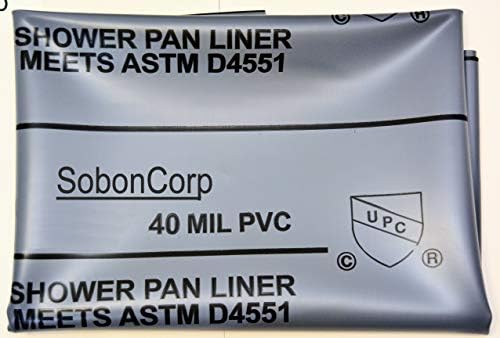 SHOWER PAN LINER
MEETS ASTM D4551
©
®
SobonCorp
40 MIL PVC
UPC
© ®
SHOWER PAN LINER
MEETS ASTM D4551